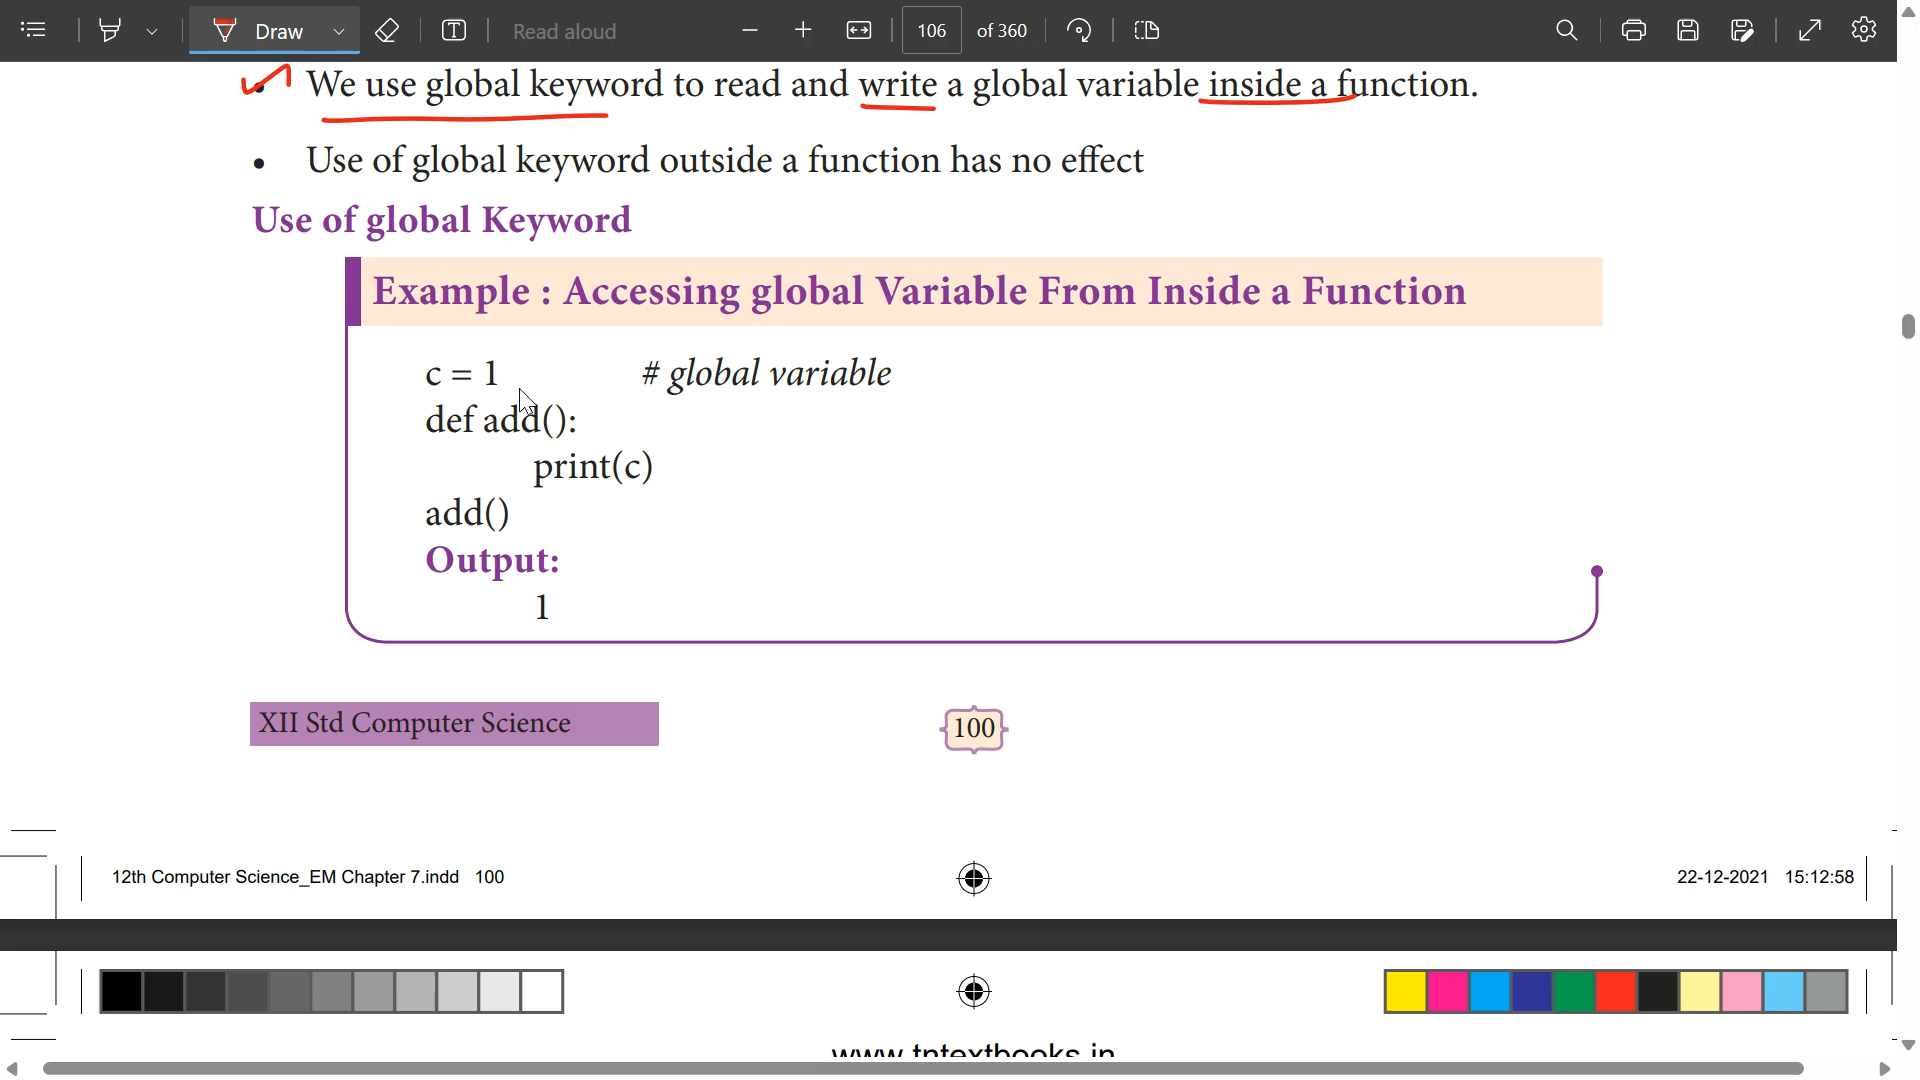 Draw
Read aloud
106
of 360
We use global keyword to read and write a global variable inside a function.
• Use of global keyword outside a function has no effect
Use of global Keyword
Example : Accessing global Variable From Inside a Function
c = 1 # global variable
def add():
print(c)
add()
Output:
1
XII Std Computer Science
100
12th Computer Science_EM Chapter 7.indd 100
22-12-2021 15:12:58
www.tntextbooks.in